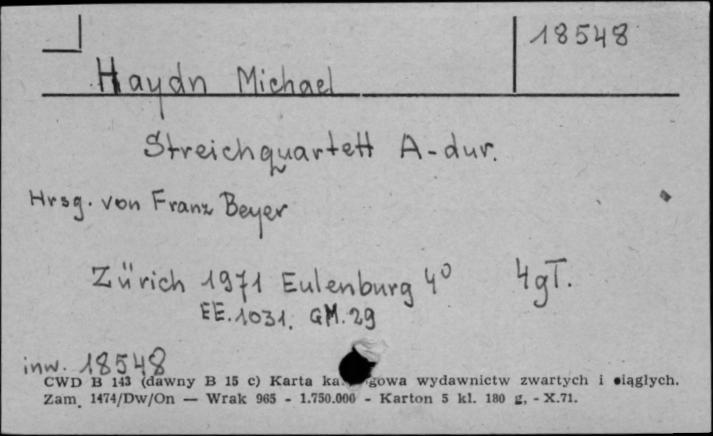 18548
Haydn Michael
Streichquartett A-dur.
Hrsg. von Franz Beyer
Zürich 1971 Eulenburg 4° 4gT.
EE.1031. GM.29
inw. 18548
CWD B 143 (dawny B 15 c) Karta wydawnictw zwartych i ciągłych.
Zam. 1474/Dw/On — Wrak 965 - 1.750.000 - Karton 5 kl. 180 g. - X.71.